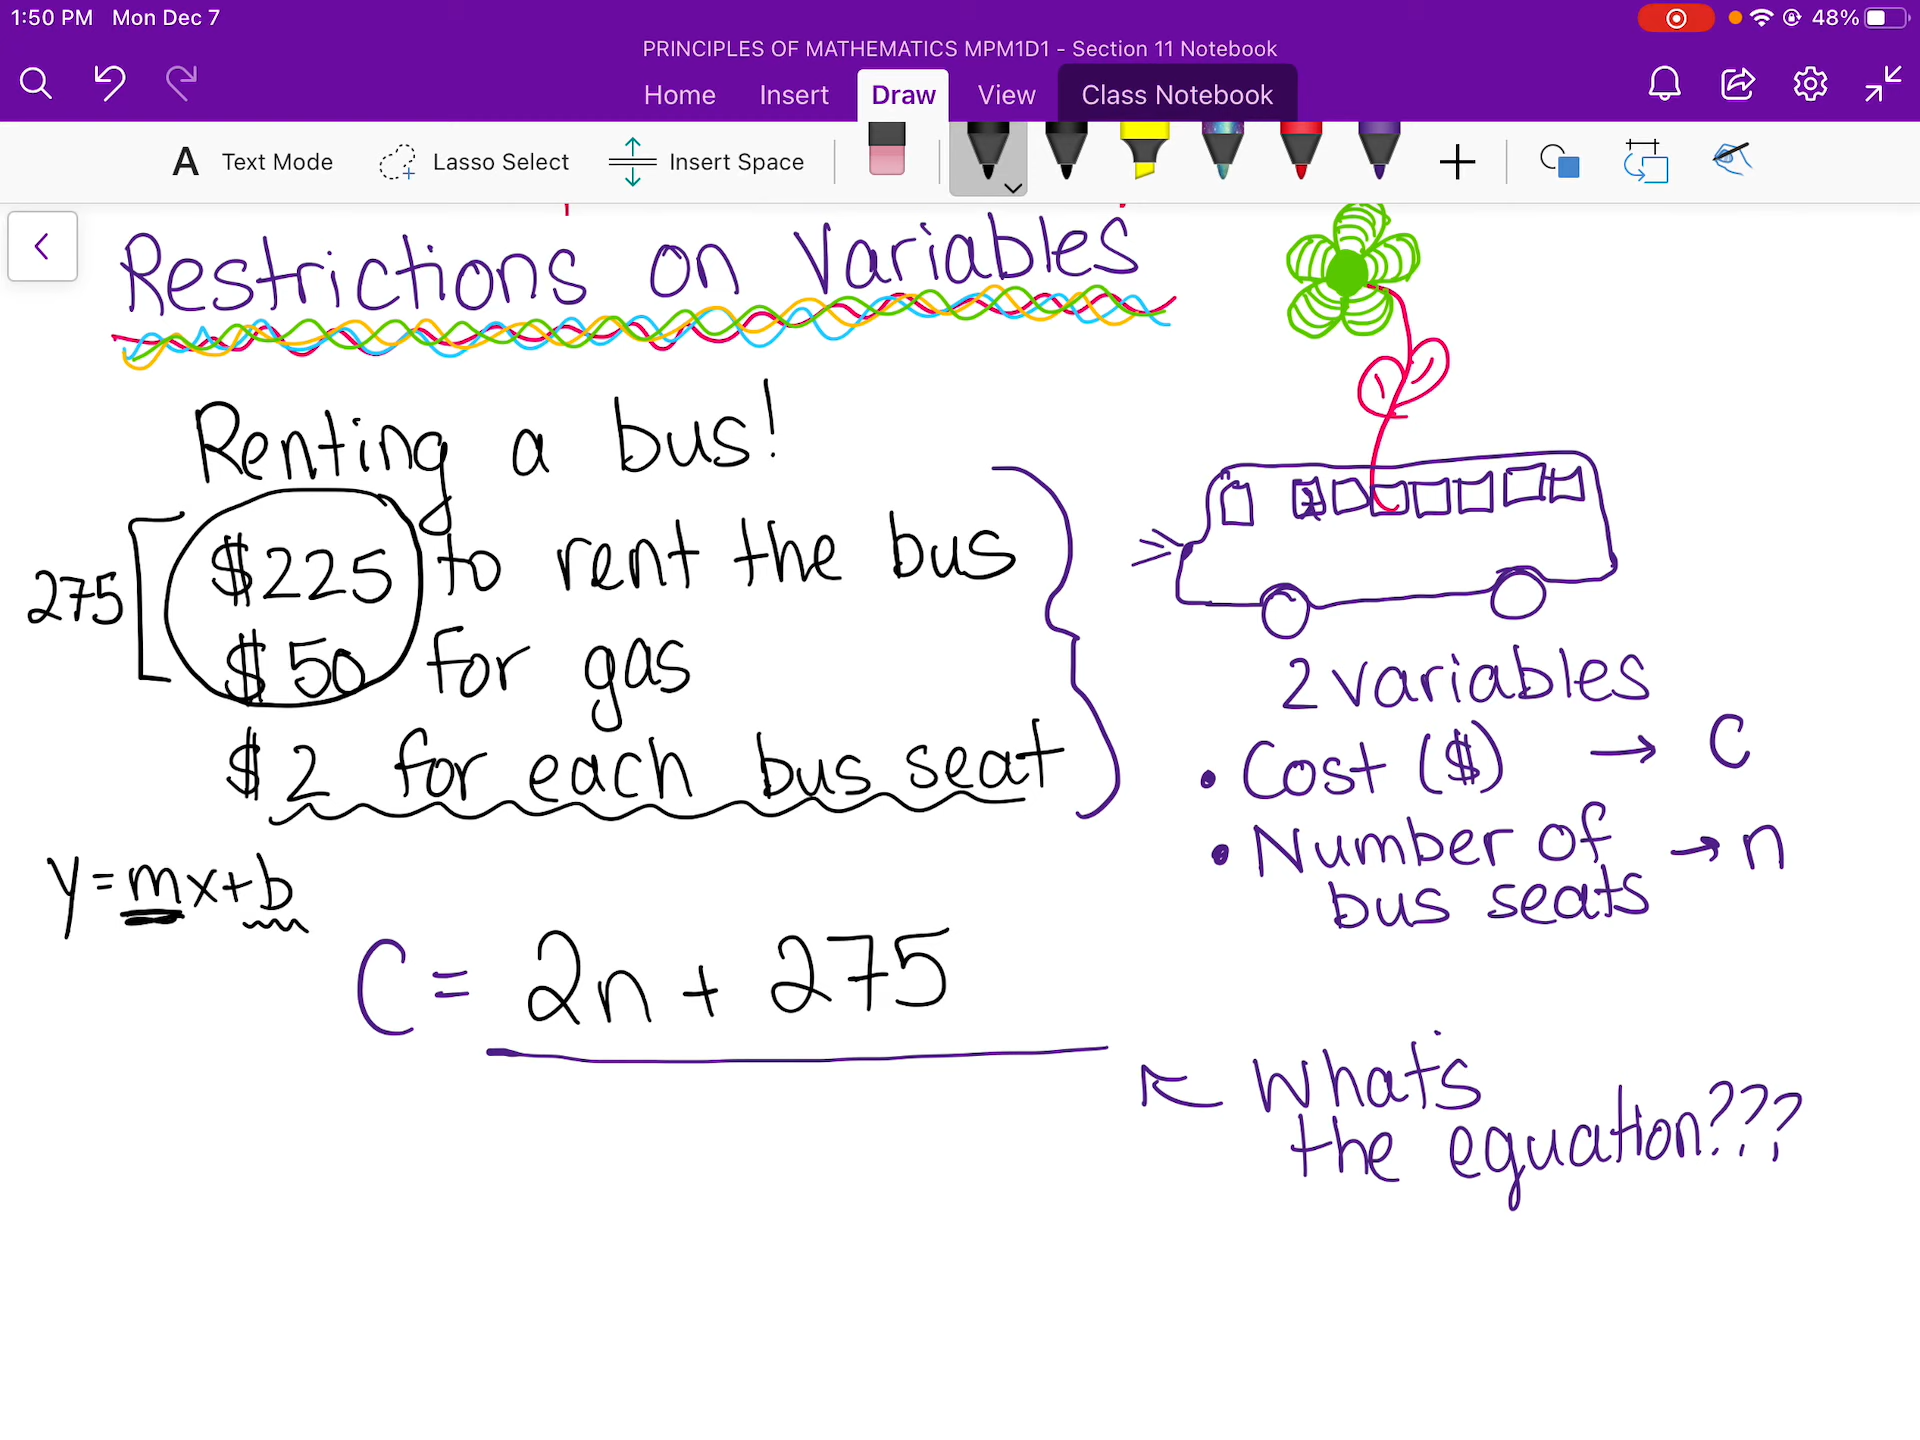 1:50 PM Mon Dec 7
48%
PRINCIPLES OF MATHEMATICS MPM1D1 - Section 11 Notebook
Home Insert Draw View Class Notebook
A Text Mode Lasso Select Insert Space
Restrictions on Variables
Renting a bus!
$225 to rent the bus
275
$50 for gas
$2 for each bus seat
2 variables
• Cost ($) → C
• Number of → n
bus seats
y=mx+b
C = 2n + 275
What's
the equation???